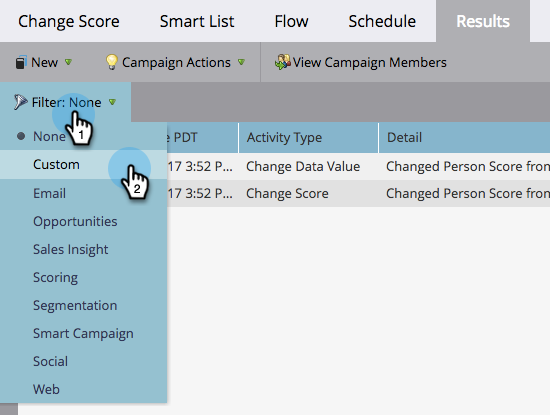 Change Score Smart List Flow Schedule Results
New Campaign Actions View Campaign Members
Filter: None
1
None PDT Activity Type Detail
Custom 17 3:52 P... Change Data Value Changed Person Score from
2
Email 17 3:52 P... Change Score Changed Person Score from
Opportunities
Sales Insight
Scoring
Segmentation
Smart Campaign
Social
Web